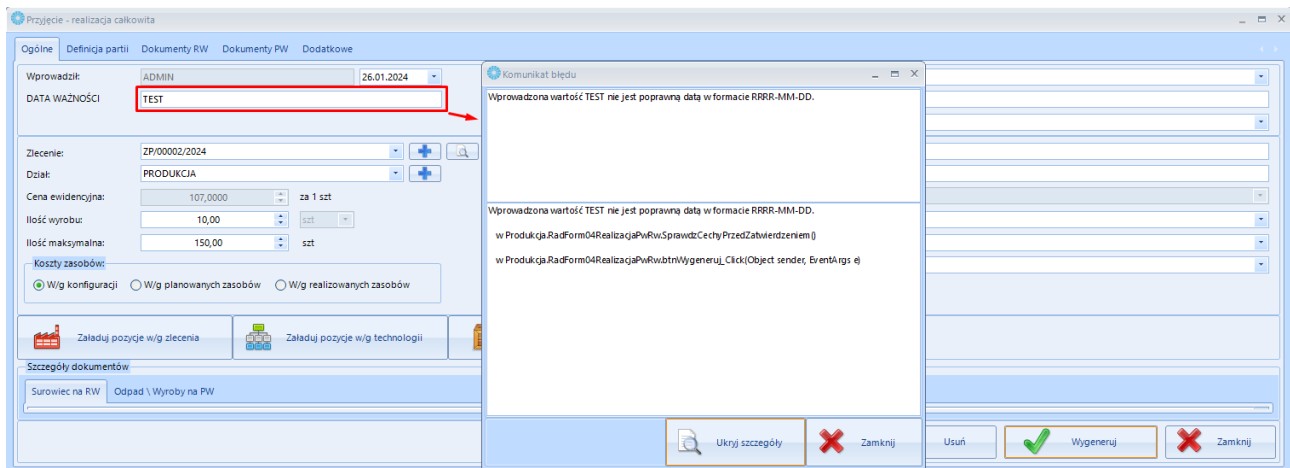 Przyjęcie - realizacja całkowita
Ogólne Definicja partii Dokumenty RW Dokumenty PW Dodatkowe
Wprowadził: ADMIN 26.01.2024
DATA WAŻNOŚCI TEST
Zlecenie: ZP/00002/2024
Dział: PRODUKCJA
Cena ewidencyjna: 107,0000 za 1 szt
Ilość wyrobu: 10,00 szt
Ilość maksymalna: 150,00 szt
Koszty zasobów:
W/g konfiguracji W/g planowanych zasobów W/g realizowanych zasobów
Załaduj pozycje w/g zlecenia Załaduj pozycje w/g technologii
Szczegóły dokumentów
Surowiec na RW Odpad \ Wyroby na PW
Komunikat błędu
Wprowadzona wartość TEST nie jest poprawną datą w formacie RRRR-MM-DD.
Wprowadzona wartość TEST nie jest poprawną datą w formacie RRRR-MM-DD.
w Produkcja.RadForm04RealizacjaPwRw.SprawdzCechyPrzedZatwierdzeniem()
w Produkcja.RadForm04RealizacjaPwRw.btnWygeneruj_Click(Object sender, EventArgs e)
Ukryj szczegóły Zamknij
Usuń Wygeneruj Zamknij